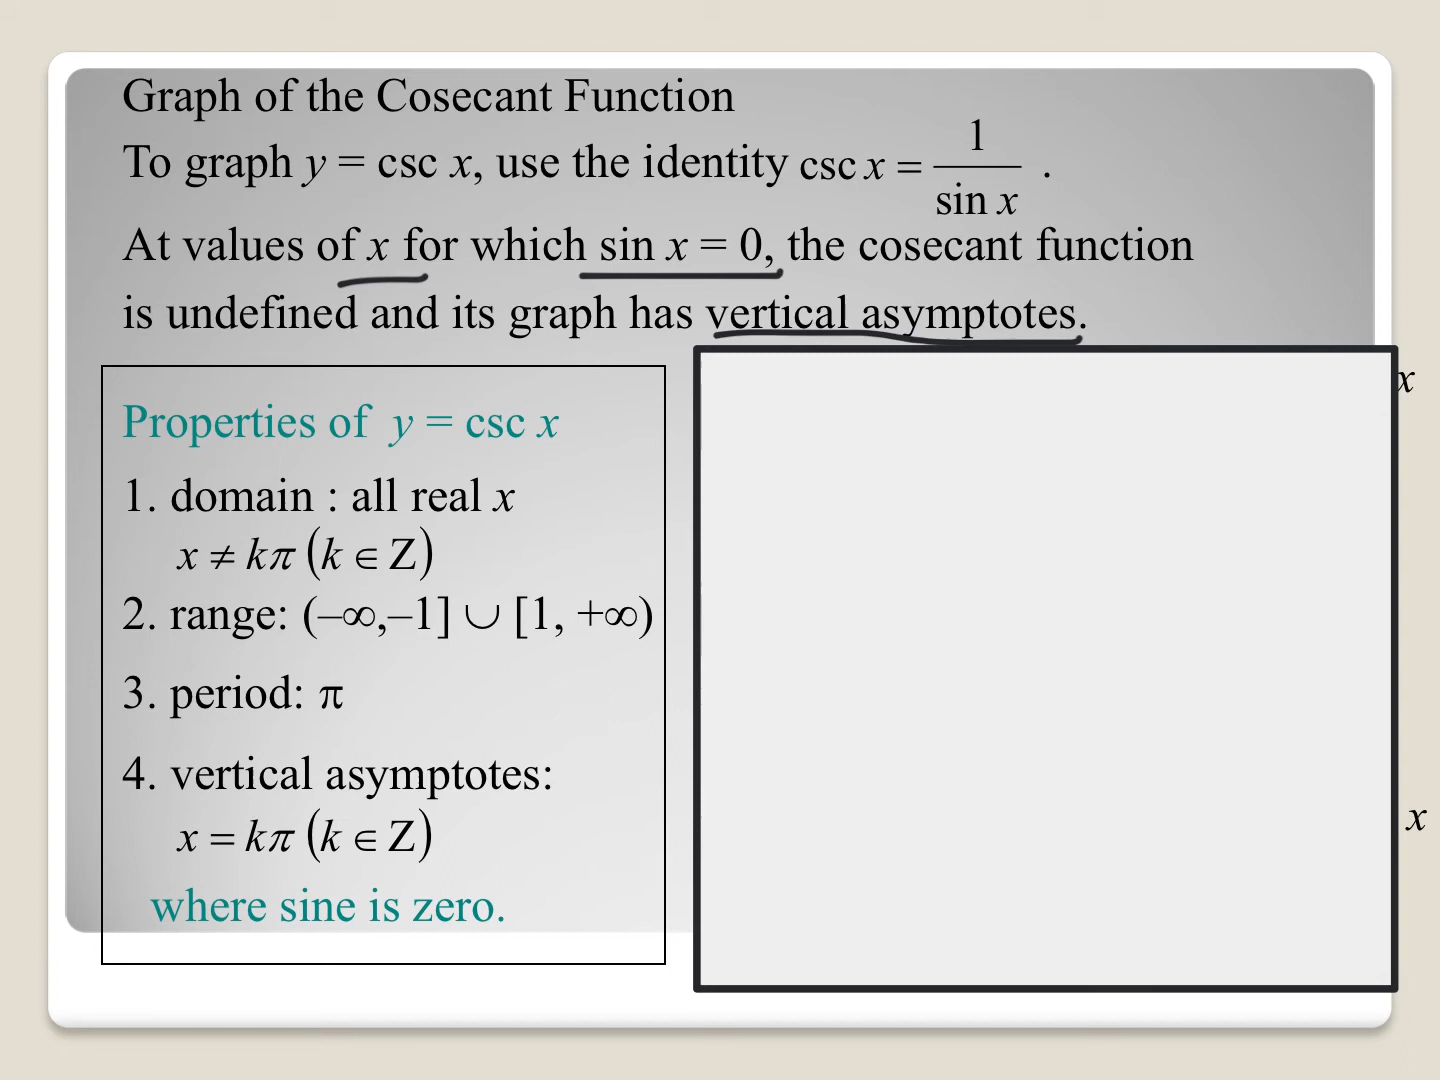 Graph of the Cosecant Function
To graph y = csc x, use the identity csc x = 1 / sin x .
At values of x for which sin x = 0, the cosecant function
is undefined and its graph has vertical asymptotes.
x
Properties of y = csc x
1. domain : all real x
x ≠ kπ (k ∈ Z)
2. range: (–∞,–1] ∪ [1, +∞)
3. period: π
4. vertical asymptotes:
x = kπ (k ∈ Z)
x
where sine is zero.